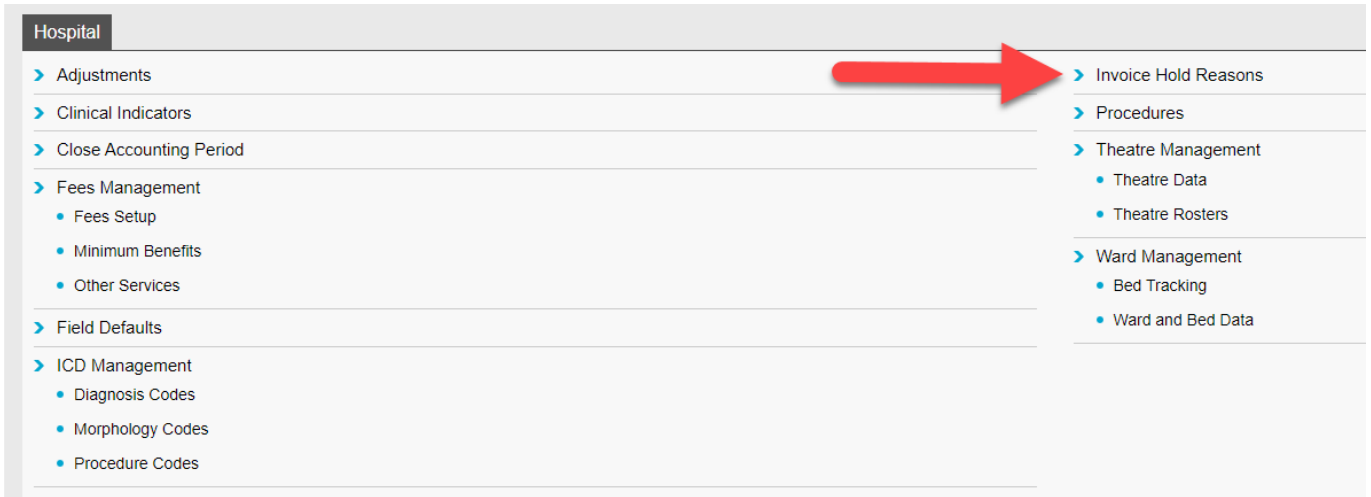 Hospital
Adjustments
Clinical Indicators
Close Accounting Period
Fees Management
Fees Setup
Minimum Benefits
Other Services
Field Defaults
ICD Management
Diagnosis Codes
Morphology Codes
Procedure Codes
Invoice Hold Reasons
Procedures
Theatre Management
Theatre Data
Theatre Rosters
Ward Management
Bed Tracking
Ward and Bed Data